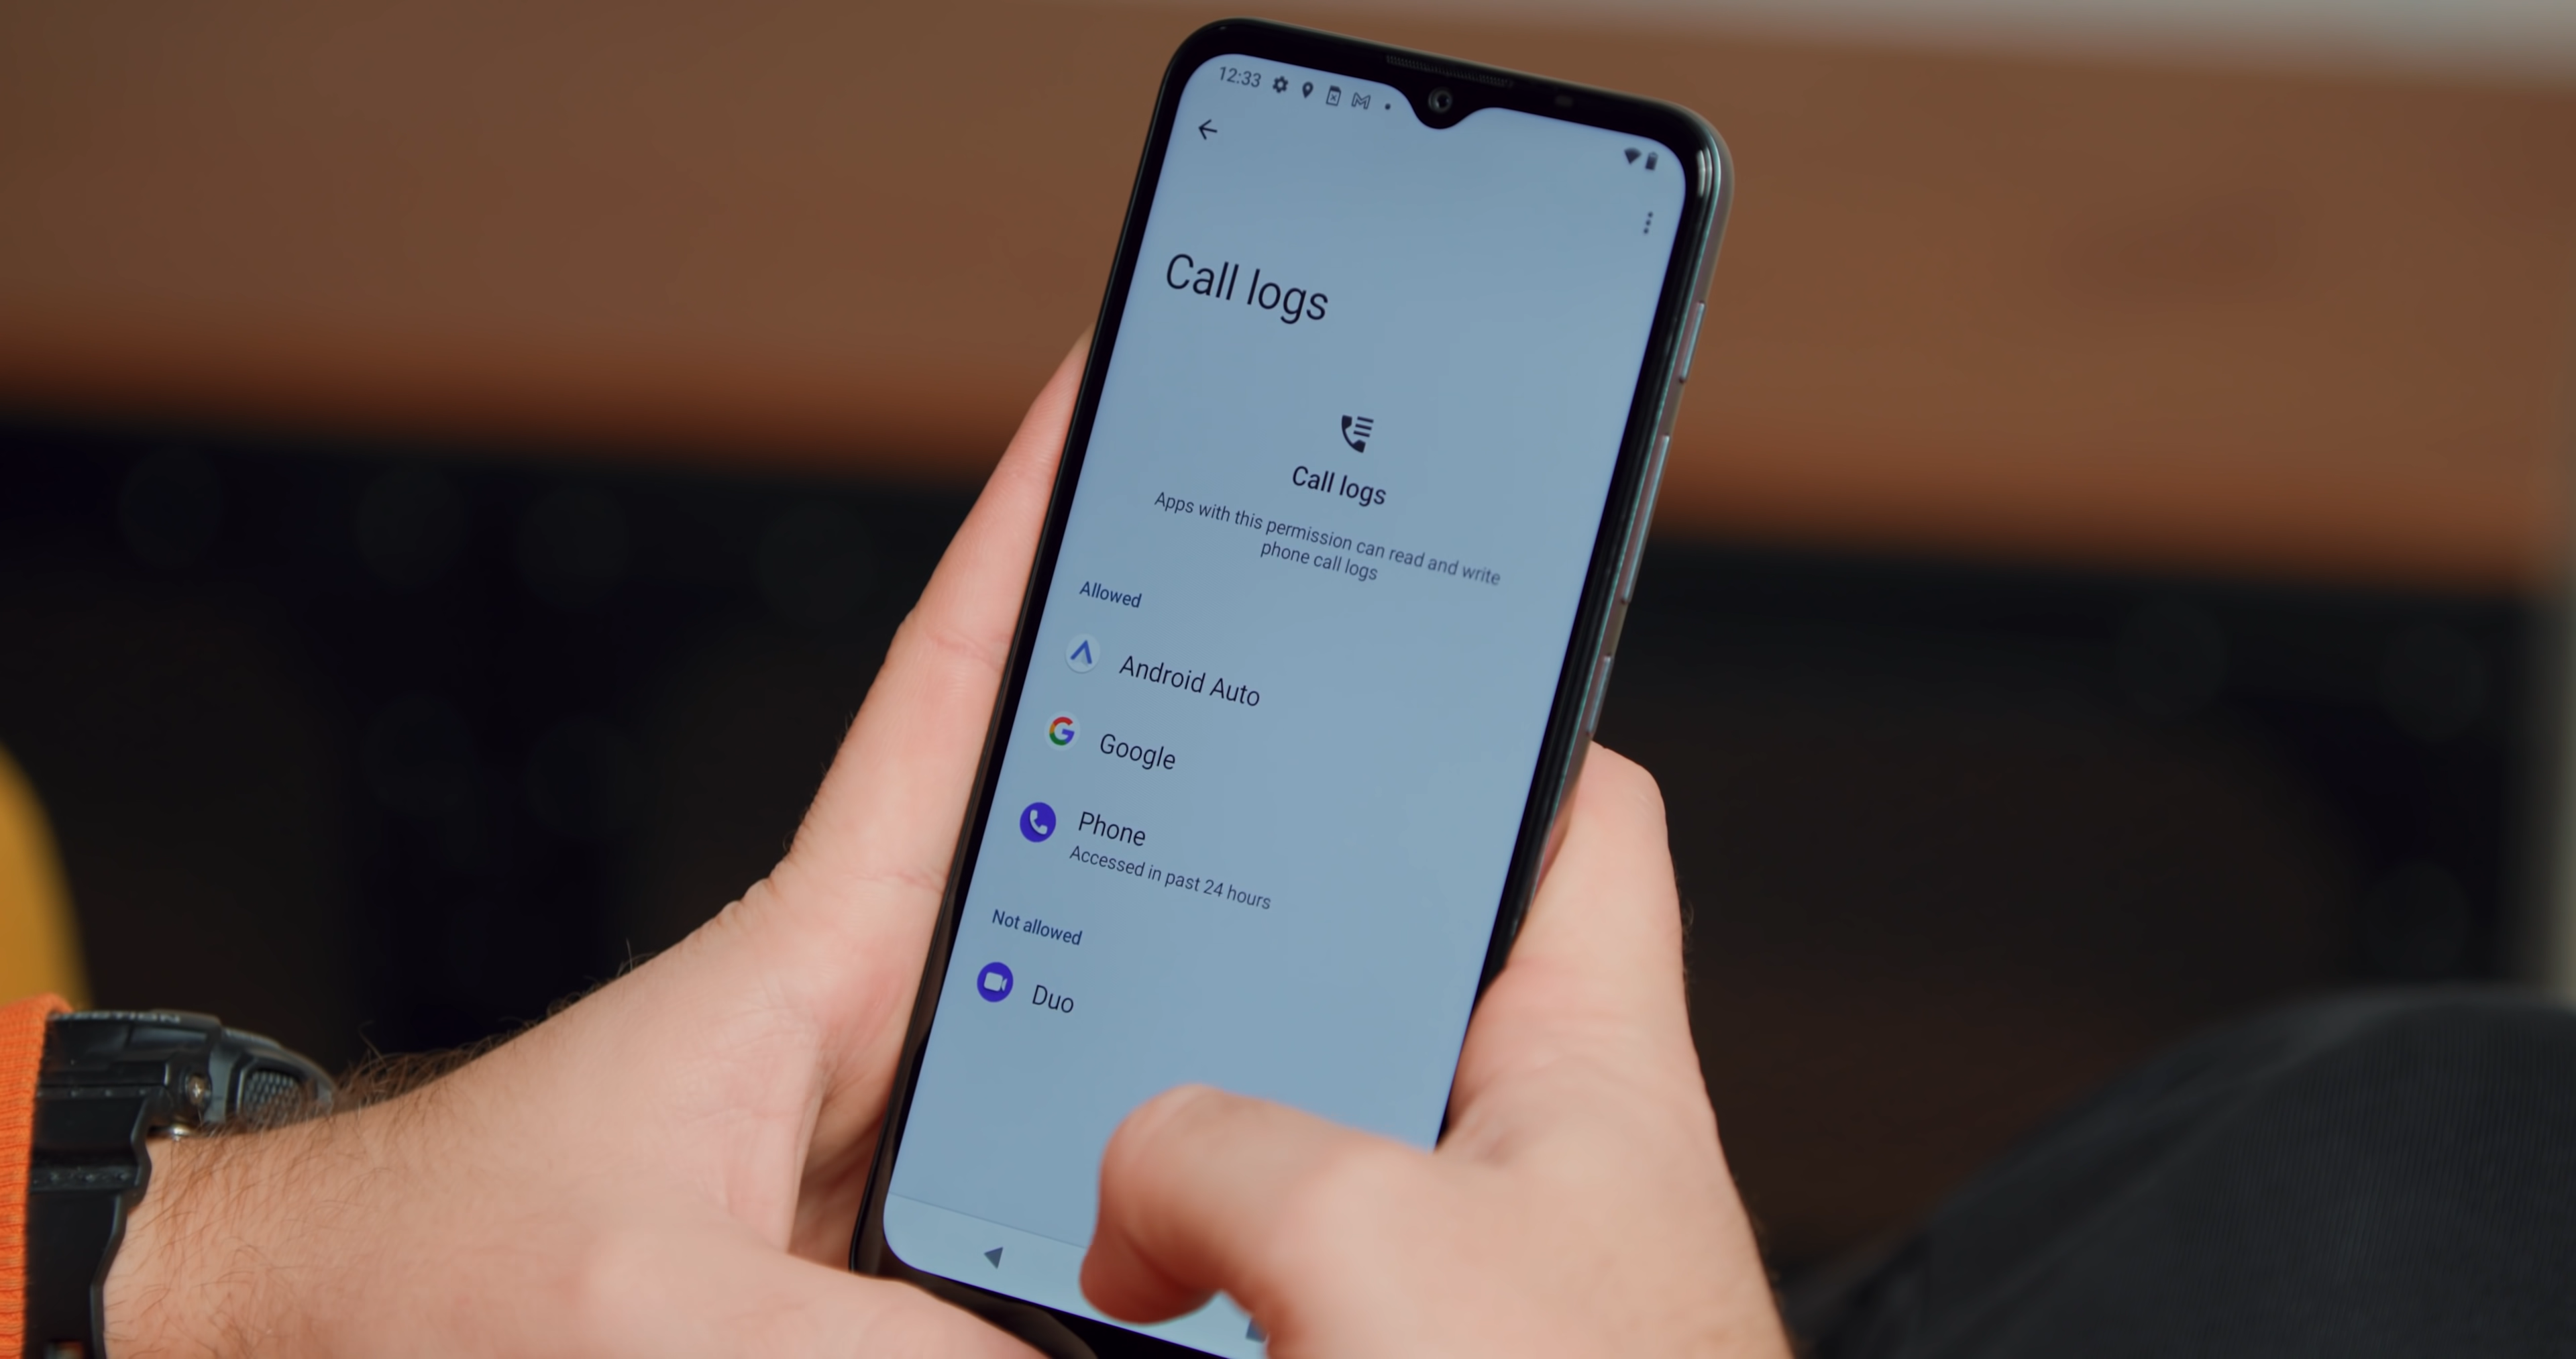 12:33
Call logs
Call logs
Apps with this permission can read and write
phone call logs
Allowed
Android Auto
Google
Phone
Accessed in past 24 hours
Not allowed
Duo